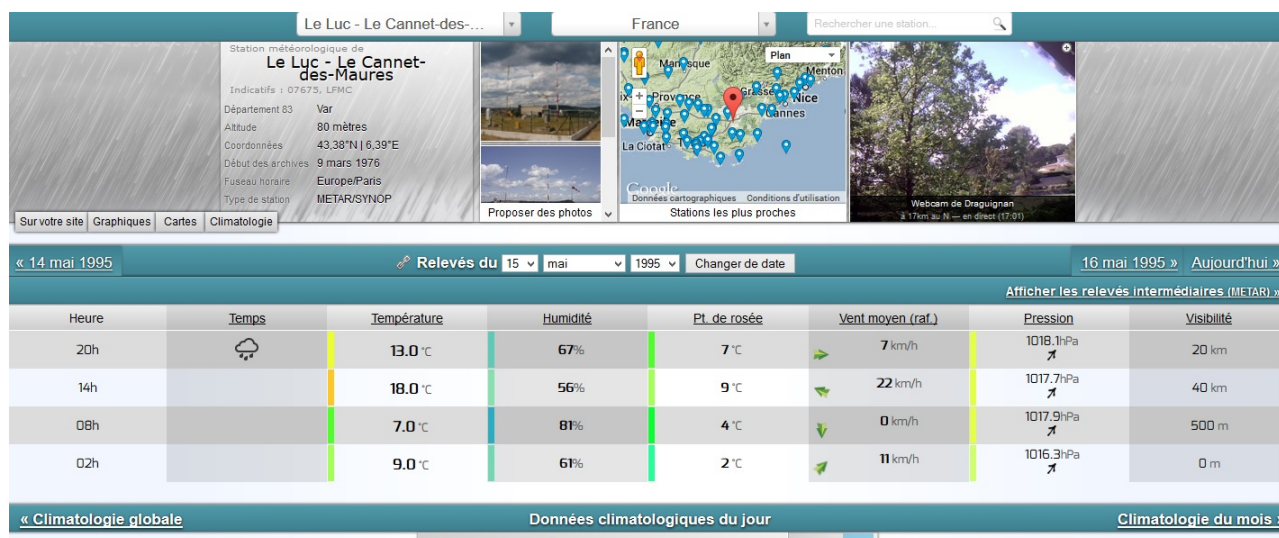 Le Luc - Le Cannet-des-... France Rechercher une station...
Station météorologique de
Le Luc - Le Cannet-
des-Maures
Indicatifs : 07675, LFMC
Département 83 Var
Altitude 80 mètres
Coordonnées 43,38°N | 6,39°E
Début des archives 9 mars 1976
Fuseau horaire Europe/Paris
Type de station METAR/SYNOP
Proposer des photos
Plan
Manosque
Menton
Provence
Grasse
Nice
Cannes
Marseille
La Ciotat
Google
Données cartographiques Conditions d'utilisation
Stations les plus proches
Webcam de Draguignan
à 17km au N — en direct (17:01)
Sur votre site Graphiques Cartes Climatologie
« 14 mai 1995 Relevés du 15 mai 1995 Changer de date 16 mai 1995 » Aujourd'hui »
Afficher les relevés intermédiaires (METAR) »
Heure Temps Température Humidité Pt. de rosée Vent moyen (raf.) Pression Visibilité
20h 13.0 °C 67% 7 °C 7 km/h 1018.1hPa 20 km
14h 18.0 °C 56% 9 °C 22 km/h 1017.7hPa 40 km
08h 7.0 °C 81% 4 °C 0 km/h 1017.9hPa 500 m
02h 9.0 °C 61% 2 °C 11 km/h 1016.3hPa 0 m
« Climatologie globale Données climatologiques du jour Climatologie du mois »